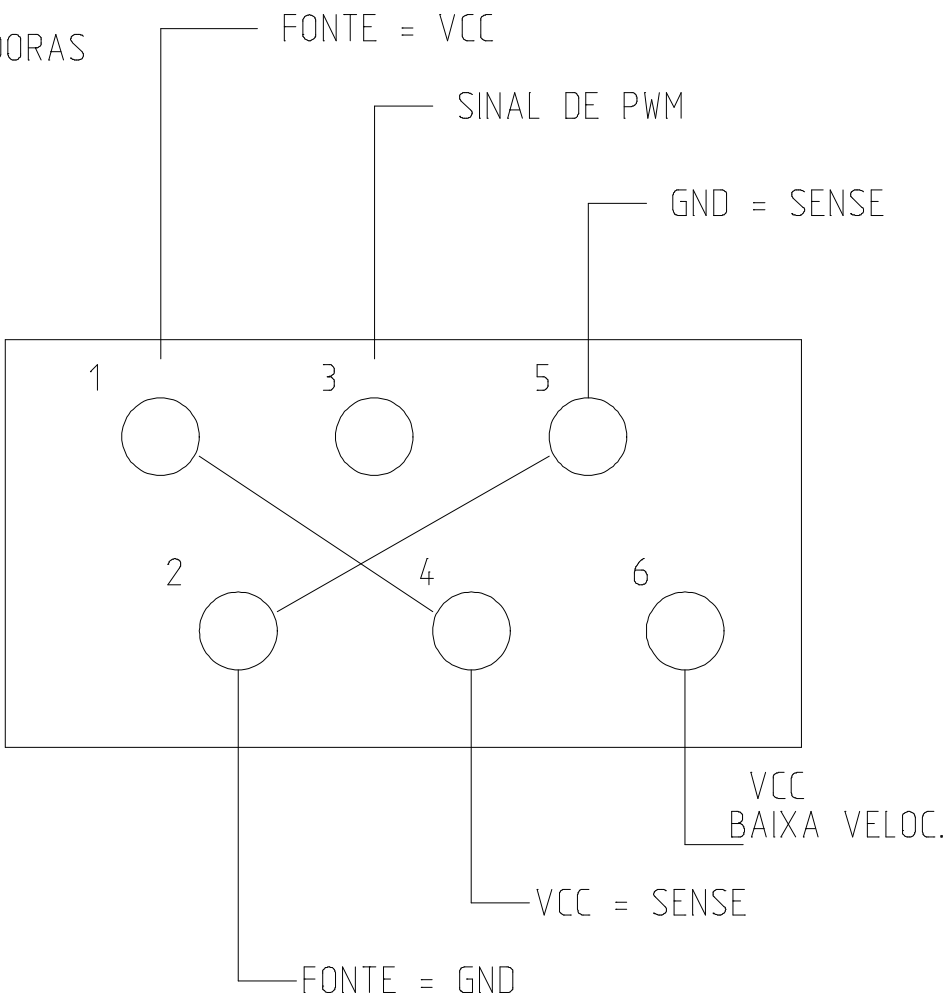 FONTE = VCC
SINAL DE PWM
GND = SENSE
1 3 5
2 4 6
VCC
BAIXA VELOC.
VCC = SENSE
FONTE = GND